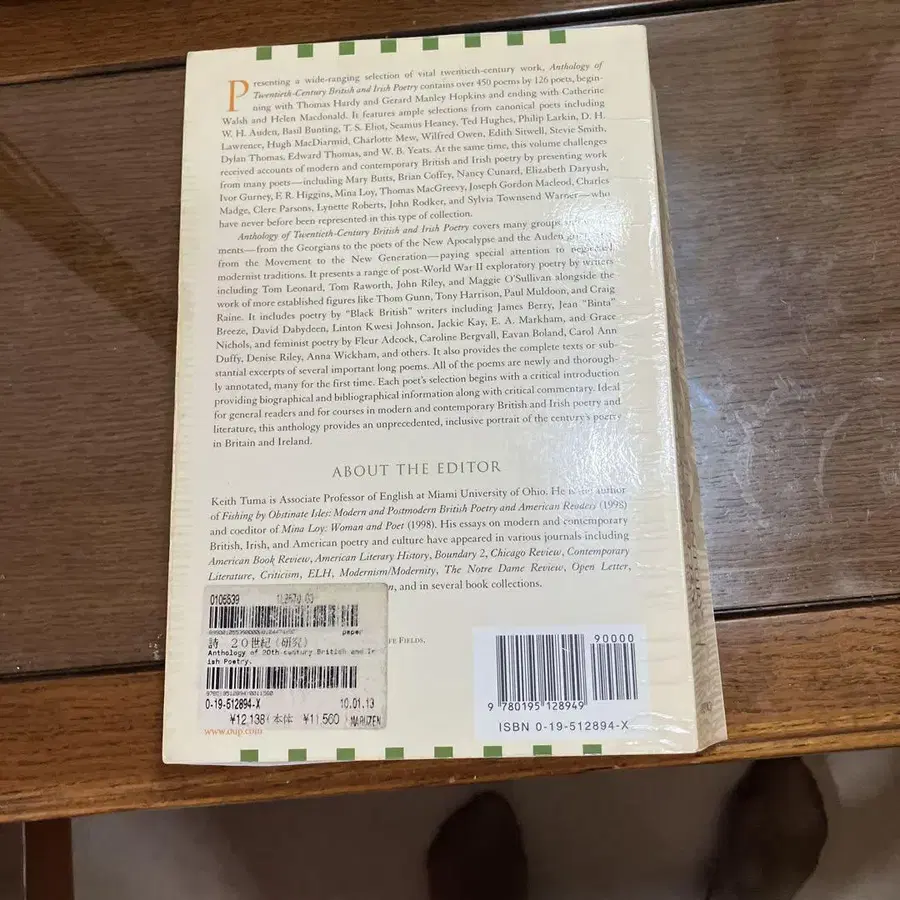 Presenting a wide-ranging selection of vital twentieth-century work, Anthology of
Twentieth-Century British and Irish Poetry contains over 450 poems by 126 poets, begin-
ning with Thomas Hardy and Gerard Manley Hopkins and ending with Catherine
Walsh and Helen Macdonald. It features ample selections from canonical poets including
W. H. Auden, Basil Bunting, T. S. Eliot, Seamus Heaney, Ted Hughes, Philip Larkin, D. H.
Lawrence, Hugh MacDiarmid, Charlotte Mew, Wilfred Owen, Edith Sitwell, Stevie Smith,
Dylan Thomas, Edward Thomas, and W. B. Yeats. At the same time, this volume challenges
received accounts of modern and contemporary British and Irish poetry by presenting work
from many poets—including Mary Butts, Brian Coffey, Nancy Cunard, Elizabeth Daryush,
Ivor Gurney, F. R. Higgins, Mina Loy, Thomas MacGreevy, Joseph Gordon Macleod, Charles
Madge, Clere Parsons, Lynette Roberts, John Rodker, and Sylvia Townsend Warner—who
have never before been represented in this type of collection.
Anthology of Twentieth-Century British and Irish Poetry covers many groups
ments—from the Georgians to the poets of the New Apocalypse and the Auden
from the Movement to the New Generation—paying special attention to neglected
modernist traditions. It presents a range of post-World War II exploratory poetry by writers
including Tom Leonard, Tom Raworth, John Riley, and Maggie O'Sullivan alongside the
work of more established figures like Thom Gunn, Tony Harrison, Paul Muldoon, and Craig
Raine. It includes poetry by "Black British" writers including James Berry, Jean "Binta"
Breeze, David Dabydeen, Linton Kwesi Johnson, Jackie Kay, E. A. Markham, and Grace
Nichols, and feminist poetry by Fleur Adcock, Caroline Bergvall, Eavan Boland, Carol Ann
Duffy, Denise Riley, Anna Wickham, and others. It also provides the complete texts or sub-
stantial excerpts of several important long poems. All of the poems are newly and thorough-
ly annotated, many for the first time. Each poet's selection begins with a critical introduction
providing biographical and bibliographical information along with critical commentary. Ideal
for general readers and for courses in modern and contemporary British and Irish poetry and
literature, this anthology provides an unprecedented, inclusive portrait of the century's poetry
in Britain and Ireland.
ABOUT THE EDITOR
Keith Tuma is Associate Professor of English at Miami University of Ohio. He is the author
of Fishing by Obstinate Isles: Modern and Postmodern British Poetry and American Readers (1998)
and coeditor of Mina Loy: Woman and Poet (1998). His essays on modern and contemporary
British, Irish, and American poetry and culture have appeared in various journals including
American Book Review, American Literary History, Boundary 2, Chicago Review, Contemporary
Literature, Criticism, ELH, Modernism/Modernity, The Notre Dame Review, Open Letter,
and in several book collections.
0106539
paper
詩 20世紀(研究)
Anthology of 20th century British and Ir
ish Poetry.
0-19-512894-X 10.01.13
¥12,138(本体 ¥11,560 MARUZEN
FIELDS.
www.oup.com
90000
9 780195 128949
ISBN 0-19-512894-X